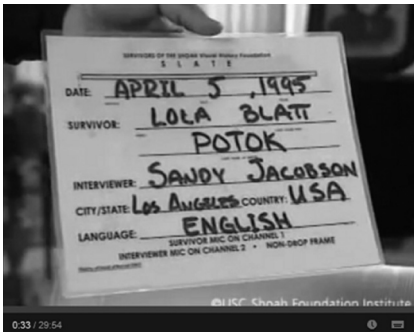 SURVIVORS OF THE SHOAH Visual History Foundation
S L A T E
DATE: APRIL 5, 1995
SURVIVOR: LOLA BLATT
POTOK
INTERVIEWER: SANDY JACOBSON
CITY/STATE: LOS ANGELES COUNTRY: USA
LANGUAGE: ENGLISH
SURVIVOR MIC ON CHANNEL 1
INTERVIEWER MIC ON CHANNEL 2 • NON-DROP FRAME
©USC Shoah Foundation Institute
0:33 / 29:54